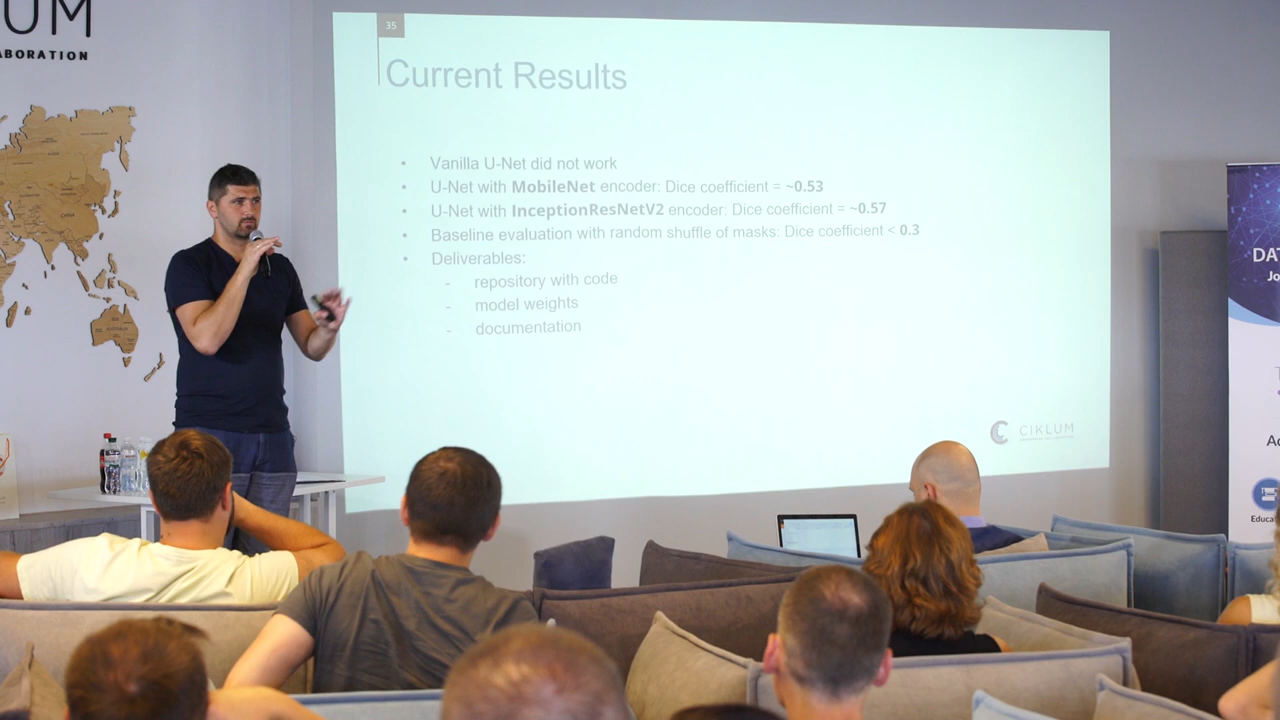 UM
ABORATION
35
Current Results
• Vanilla U-Net did not work
• U-Net with MobileNet encoder: Dice coefficient = ~0.53
• U-Net with InceptionResNetV2 encoder: Dice coefficient = ~0.57
• Baseline evaluation with random shuffle of masks: Dice coefficient < 0.3
• Deliverables:
- repository with code
- model weights
- documentation
CIKLUM
DAT
Jo
Ac
Educa
CHINA
AUSTRALIA